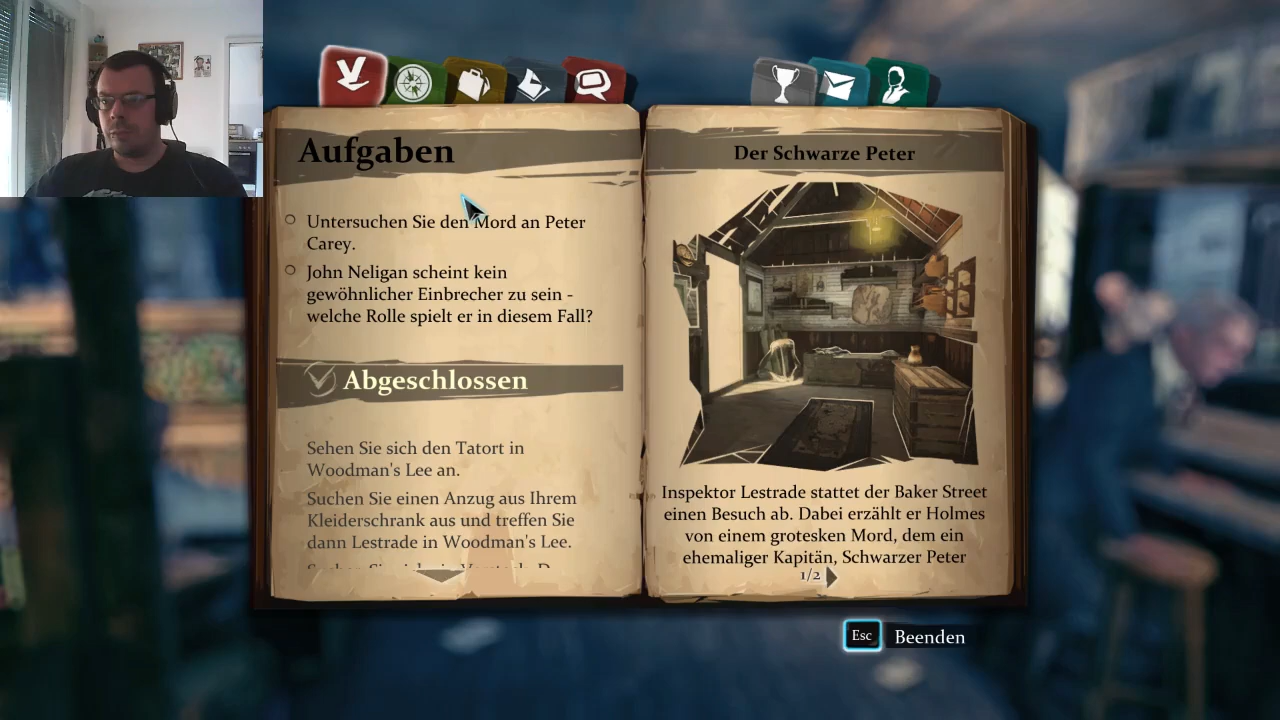 Aufgaben
Untersuchen Sie den Mord an Peter
Carey.
John Neligan scheint kein
gewöhnlicher Einbrecher zu sein -
welche Rolle spielt er in diesem Fall?
Abgeschlossen
Sehen Sie sich den Tatort in
Woodman's Lee an.
Suchen Sie einen Anzug aus Ihrem
Kleiderschrank aus und treffen Sie
dann Lestrade in Woodman's Lee.
Der Schwarze Peter
Inspektor Lestrade stattet der Baker Street
einen Besuch ab. Dabei erzählt er Holmes
von einem grotesken Mord, dem ein
ehemaliger Kapitän, Schwarzer Peter
1/2
Esc Beenden